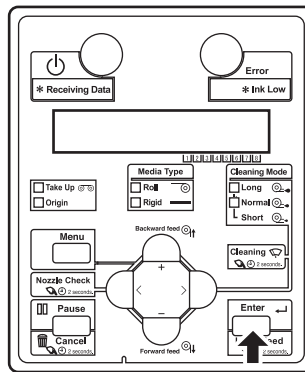 Error
* Receiving Data
* Ink Low
1 2 3 4 5 6 7 8
Media Type
Roll
Rigid
Cleaning Mode
Long
Normal
Short
Take Up
Origin
Menu
Backward feed
Cleaning
2 seconds.
Nozzle Check
2 seconds.
+
< >
−
Pause
Cancel
2 seconds.
Enter
Forward feed